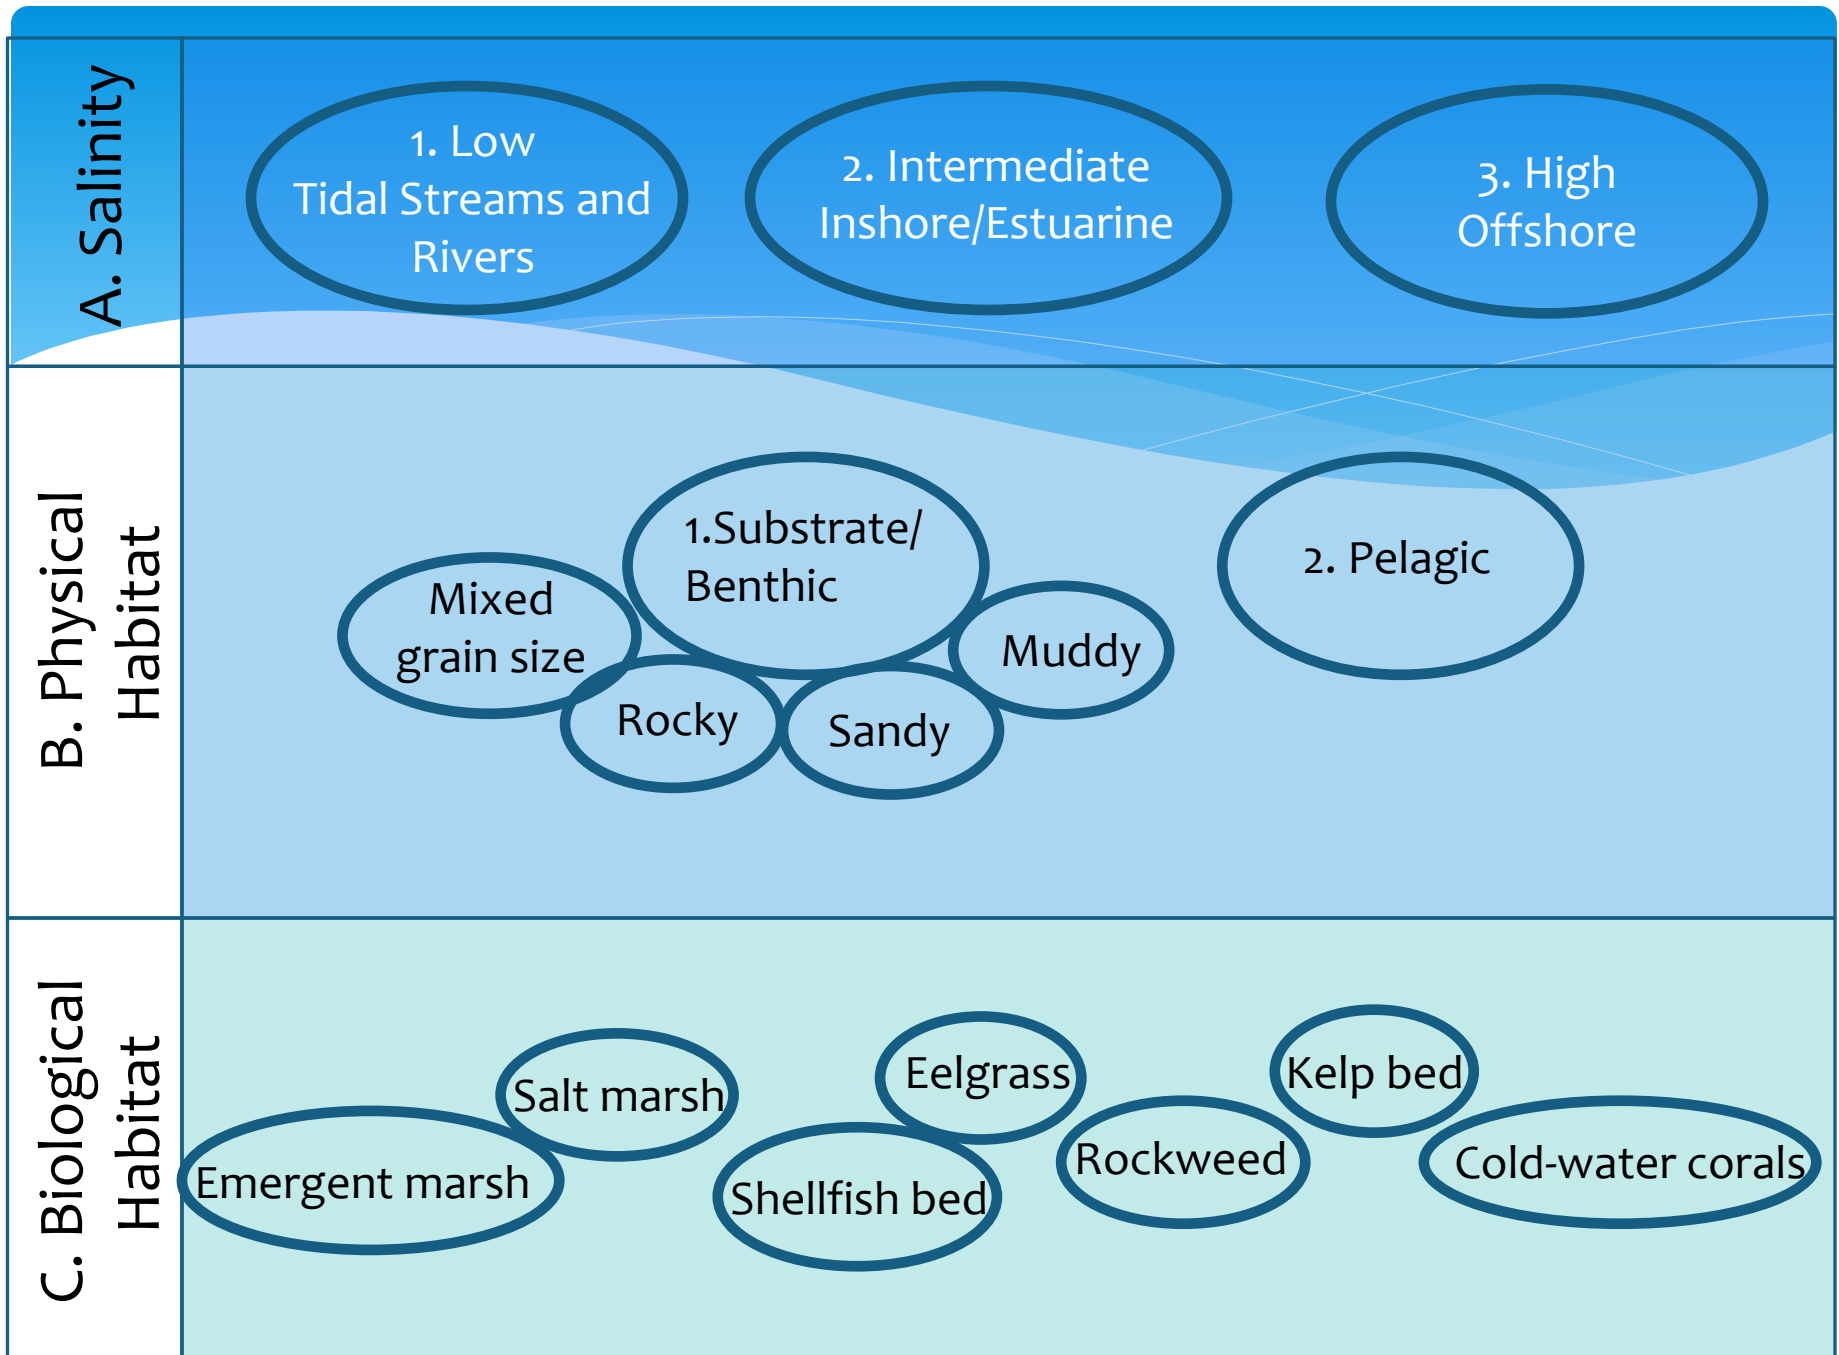 A. Salinity
1. Low
Tidal Streams and
Rivers
2. Intermediate
Inshore/Estuarine
3. High
Offshore
B. Physical
Habitat
1.Substrate/
Benthic
2. Pelagic
Mixed
grain size
Muddy
Rocky
Sandy
C. Biological
Habitat
Emergent marsh
Salt marsh
Shellfish bed
Eelgrass
Rockweed
Kelp bed
Cold-water corals